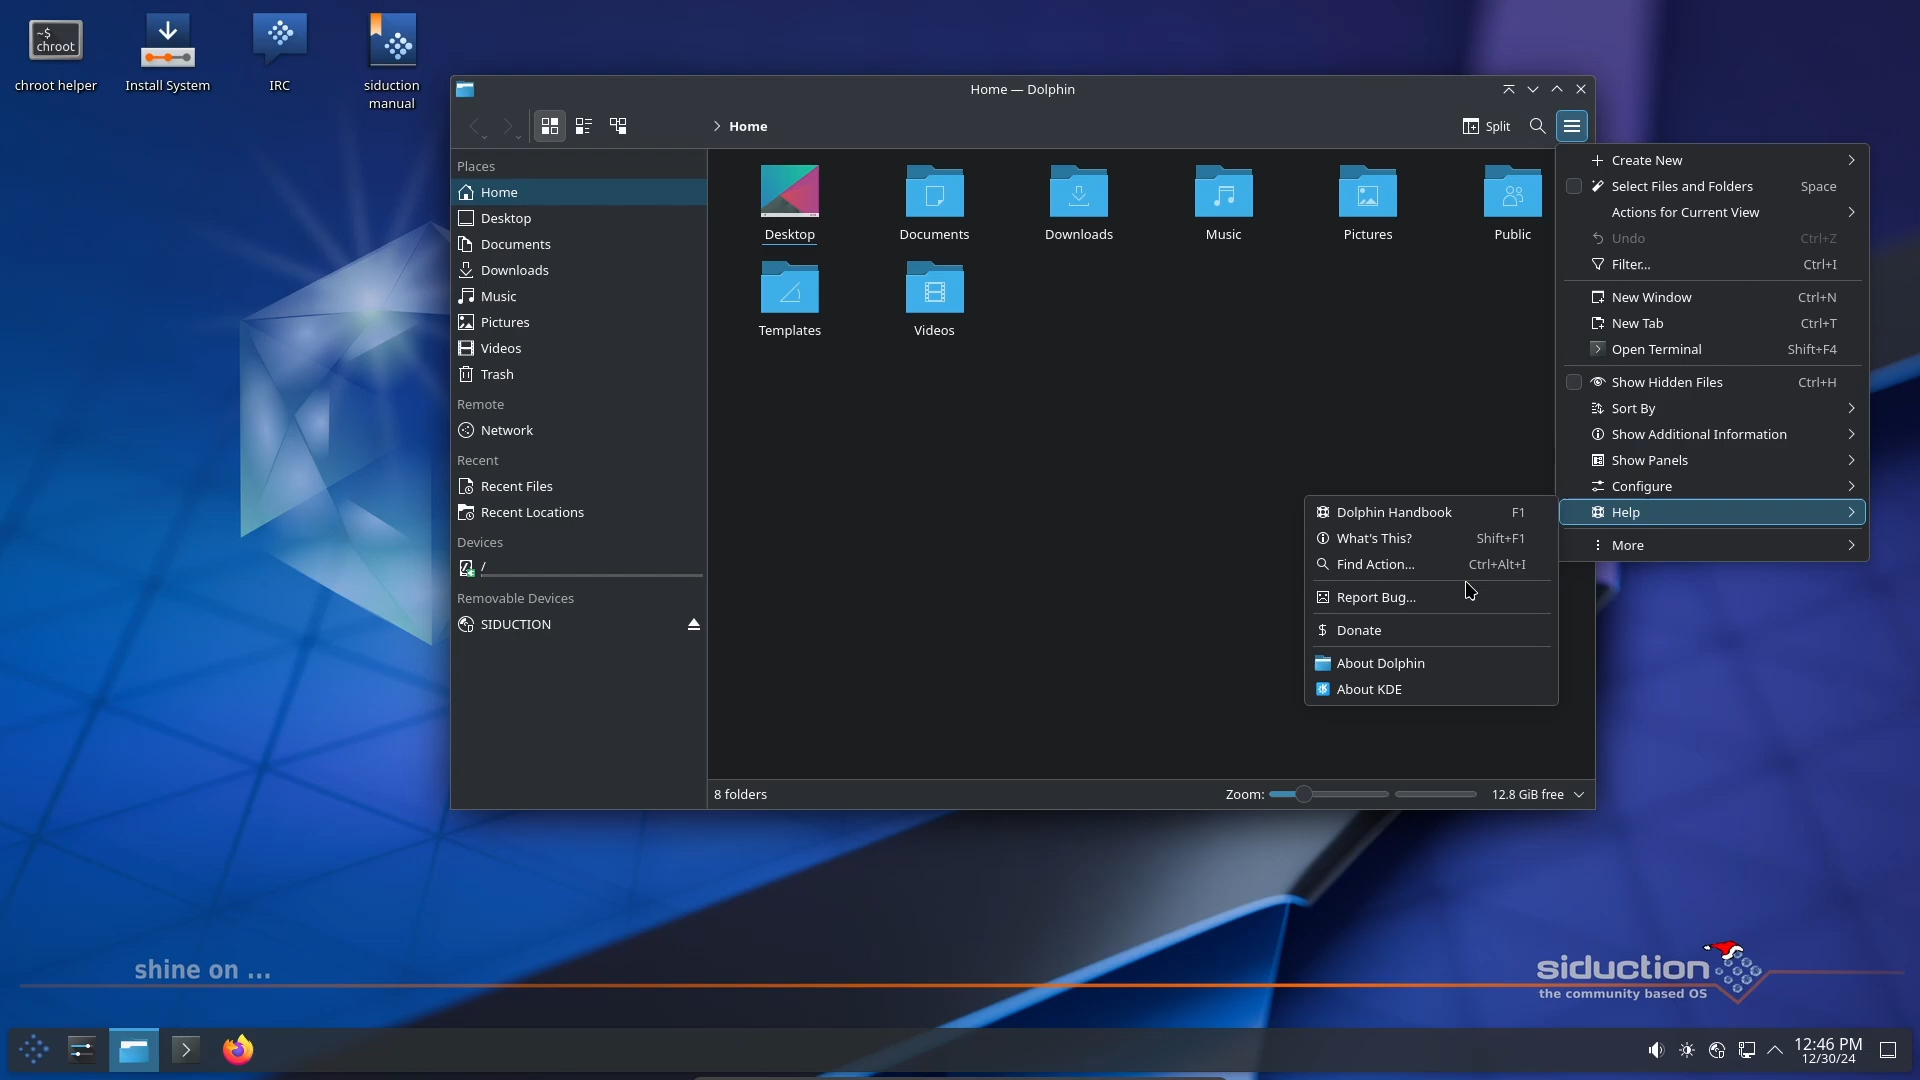 ~$
chroot
chroot helper
Install System
IRC
siduction
manual
Home — Dolphin
Home
Split
Places
Home
Desktop
Documents
Downloads
Music
Pictures
Videos
Trash
Remote
Network
Recent
Recent Files
Recent Locations
Devices
/
Removable Devices
SIDUCTION
Desktop
Documents
Downloads
Music
Pictures
Public
Templates
Videos
Create New
Select Files and Folders Space
Actions for Current View
Undo Ctrl+Z
Filter... Ctrl+I
New Window Ctrl+N
New Tab Ctrl+T
Open Terminal Shift+F4
Show Hidden Files Ctrl+H
Sort By
Show Additional Information
Show Panels
Configure
Help
More
Dolphin Handbook F1
What's This? Shift+F1
Find Action... Ctrl+Alt+I
Report Bug...
$ Donate
About Dolphin
About KDE
8 folders
Zoom:
12.8 GiB free
shine on ...
siduction
the community based OS
12:46 PM
12/30/24